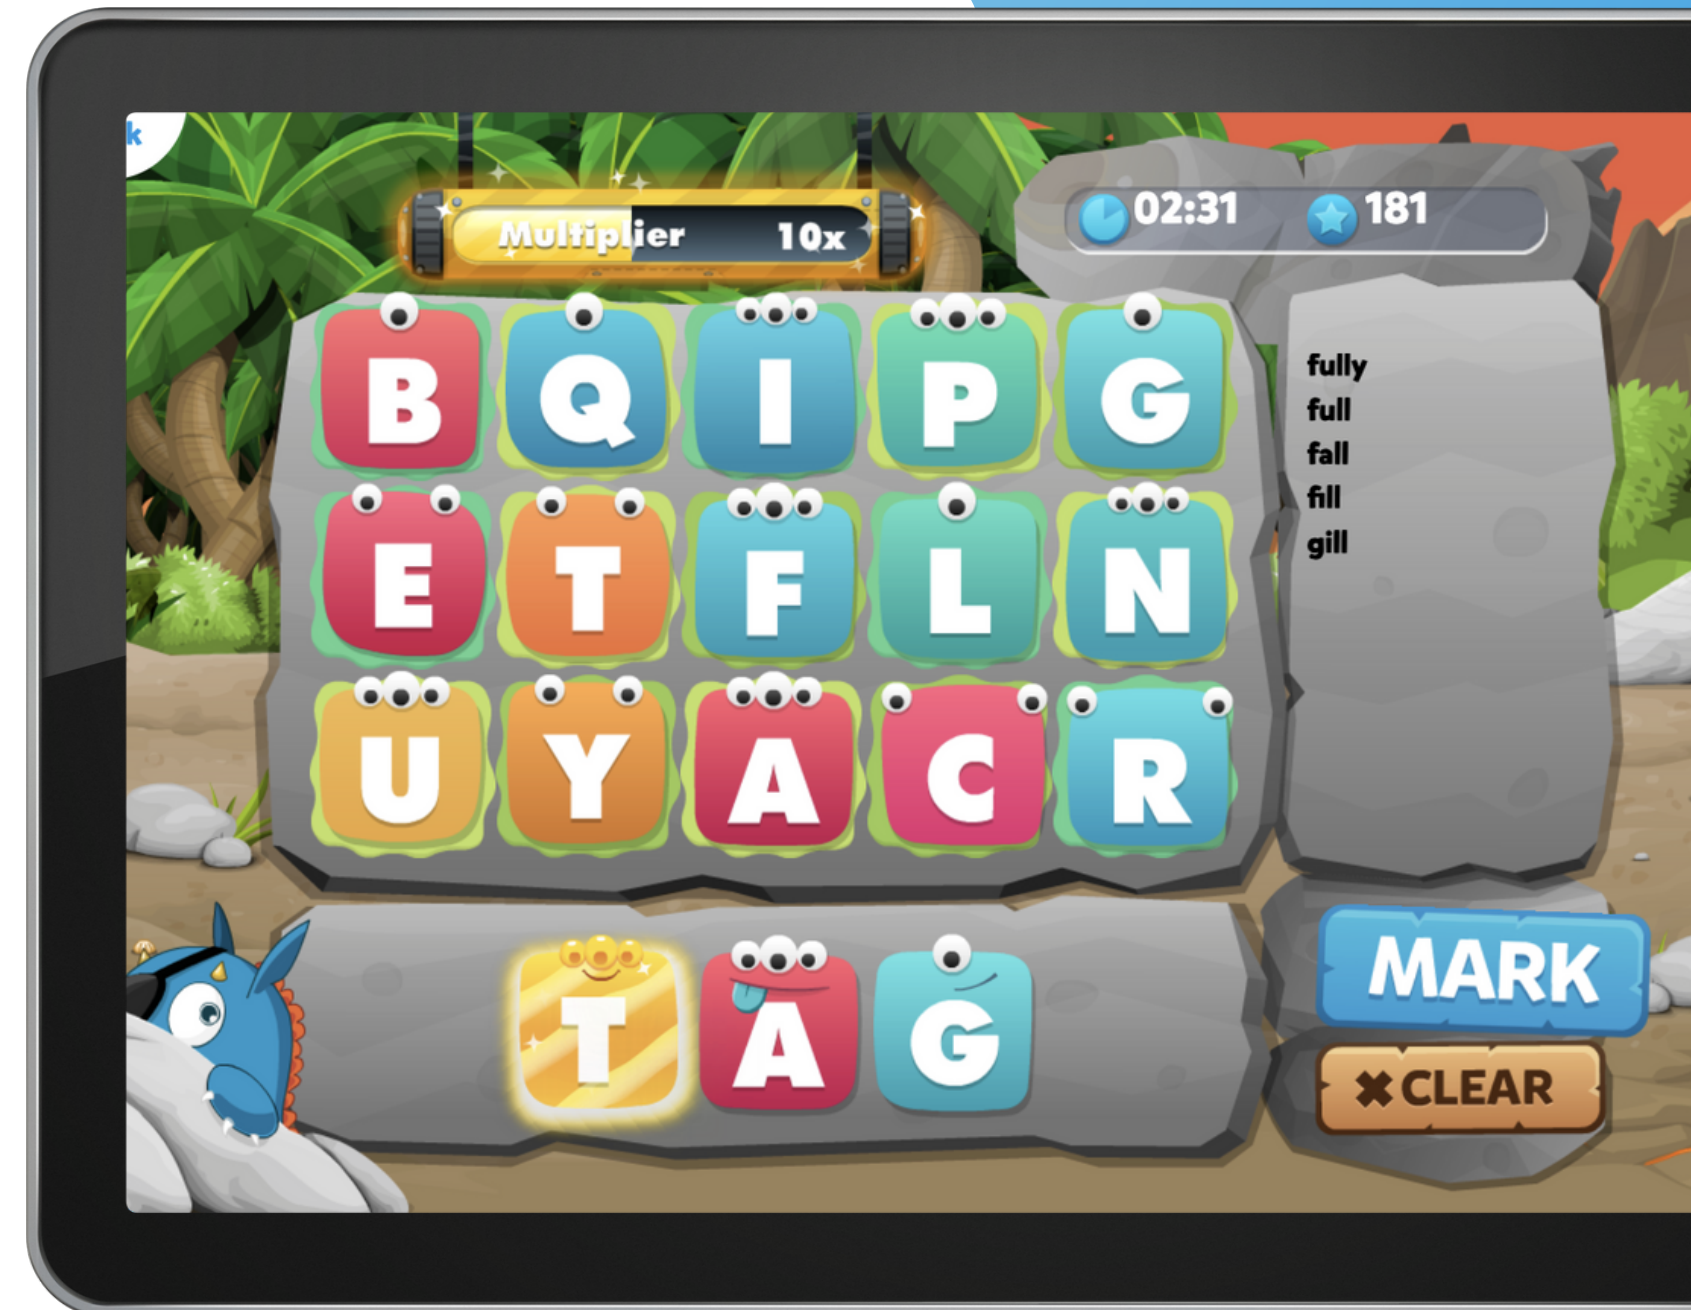 k
Multiplier 10x
02:31 181
B Q I P G
E T F L N
U Y A C R
fully
full
fall
fill
gill
T A G
MARK
✖ CLEAR